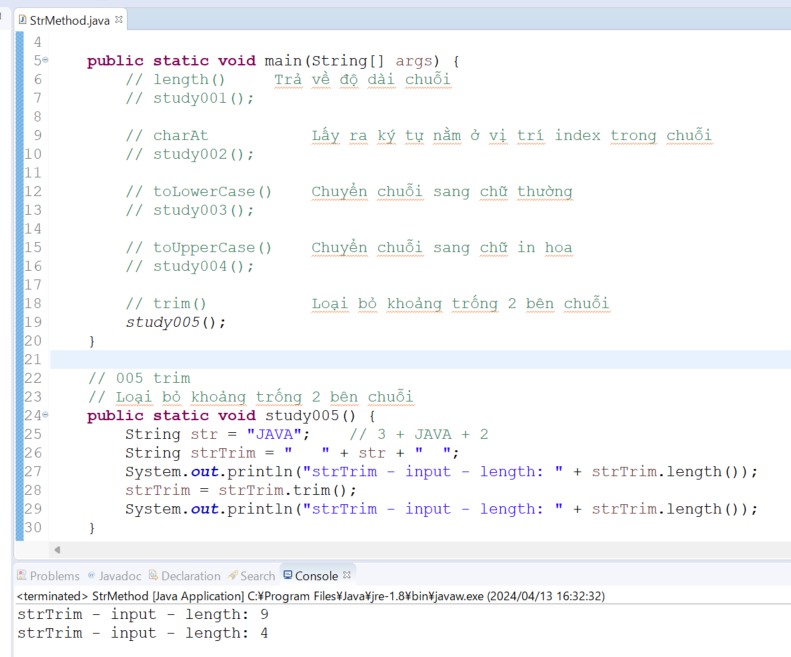 StrMethod.java
4
5 public static void main(String[] args) {
6 // length() Trả về độ dài chuỗi
7 // study001();
8
9 // charAt Lấy ra ký tự nằm ở vị trí index trong chuỗi
10 // study002();
11
12 // toLowerCase() Chuyển chuỗi sang chữ thường
13 // study003();
14
15 // toUpperCase() Chuyển chuỗi sang chữ in hoa
16 // study004();
17
18 // trim() Loại bỏ khoảng trống 2 bên chuỗi
19 study005();
20 }
21
22 // 005 trim
23 // Loại bỏ khoảng trống 2 bên chuỗi
24 public static void study005() {
25 String str = "JAVA"; // 3 + JAVA + 2
26 String strTrim = "   " + str + "  ";
27 System.out.println("strTrim - input - length: " + strTrim.length());
28 strTrim = strTrim.trim();
29 System.out.println("strTrim - input - length: " + strTrim.length());
30 }
Problems Javadoc Declaration Search Console
<terminated> StrMethod [Java Application] C:¥Program Files¥Java¥jre-1.8¥bin¥javaw.exe (2024/04/13 16:32:32)
strTrim - input - length: 9
strTrim - input - length: 4